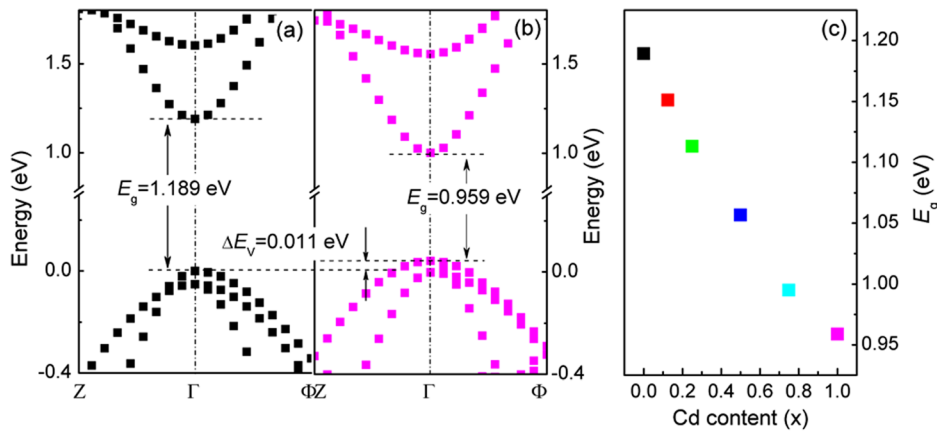 (a)
(b)
(c)
Energy (eV)
1.5
1.0
0.0
-0.4
E_g=1.189 eV
ΔE_V=0.011 eV
E_g=0.959 eV
Z
Γ
Φ
Z
Γ
Φ
Energy (eV)
1.5
1.0
0.0
-0.4
1.20
1.15
1.10
1.05
1.00
0.95
E_g (eV)
0.0 0.2 0.4 0.6 0.8 1.0
Cd content (x)